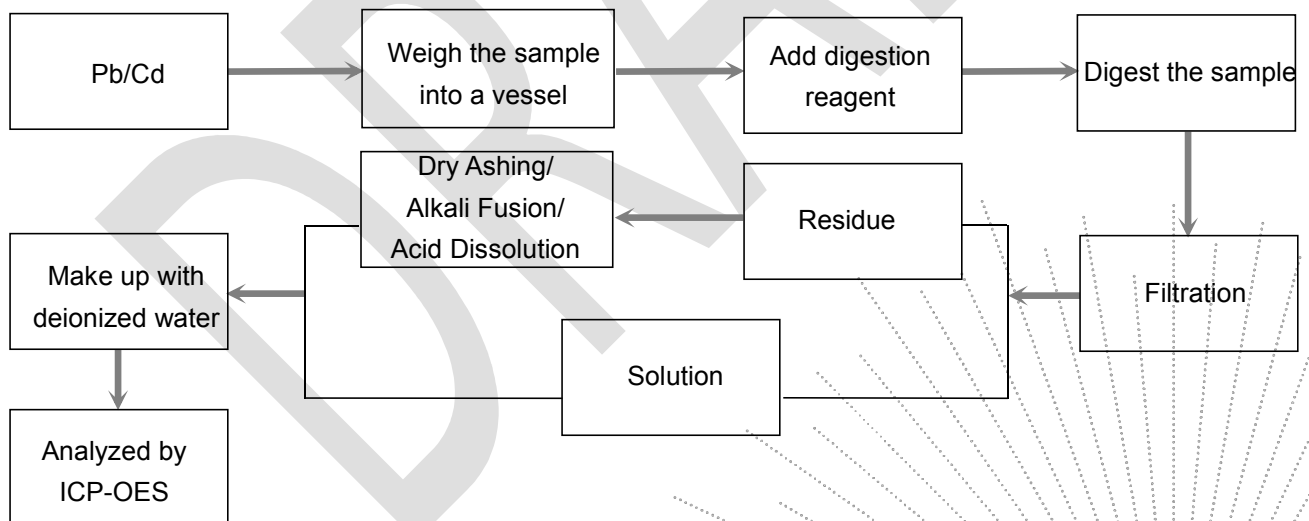 Pb/Cd
Weigh the sample
into a vessel
Add digestion
reagent
Digest the sample
Dry Ashing/
Alkali Fusion/
Acid Dissolution
Residue
Filtration
Make up with
deionized water
Solution
Analyzed by
ICP-OES